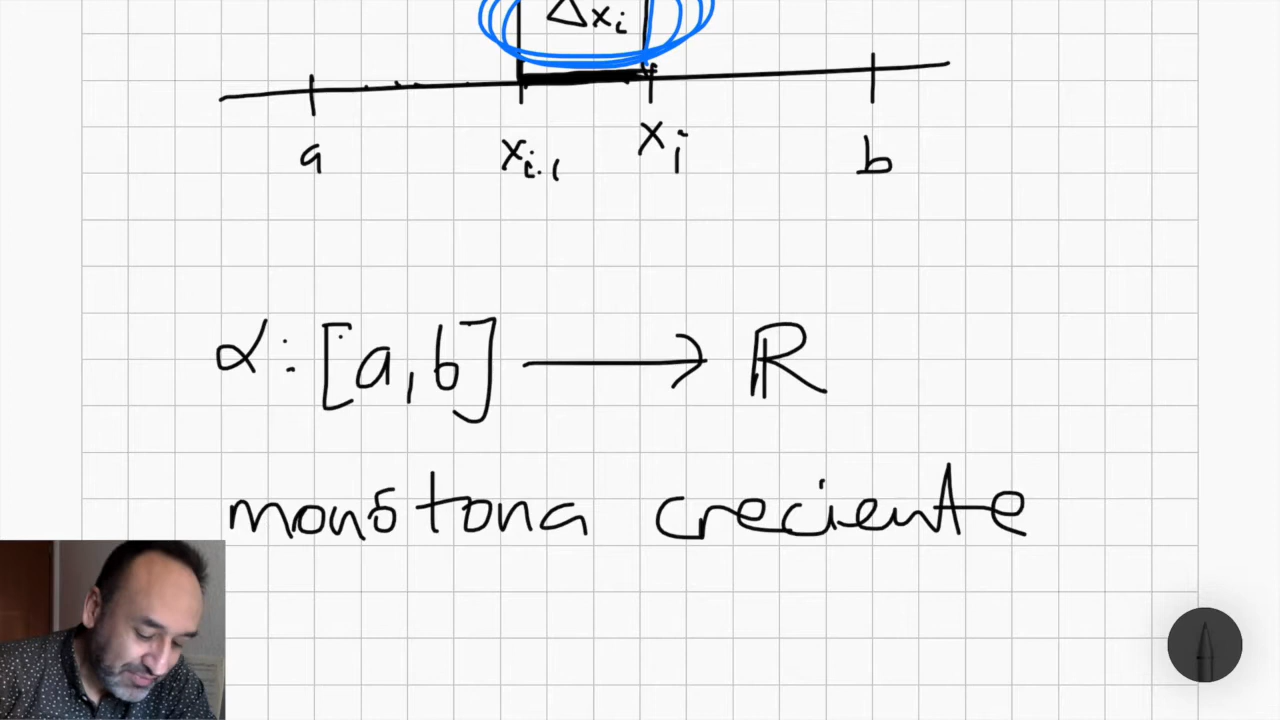 Δxᵢ
a xᵢ₋₁ xᵢ b
α: [a, b] ⟶ ℝ
monótona creciente